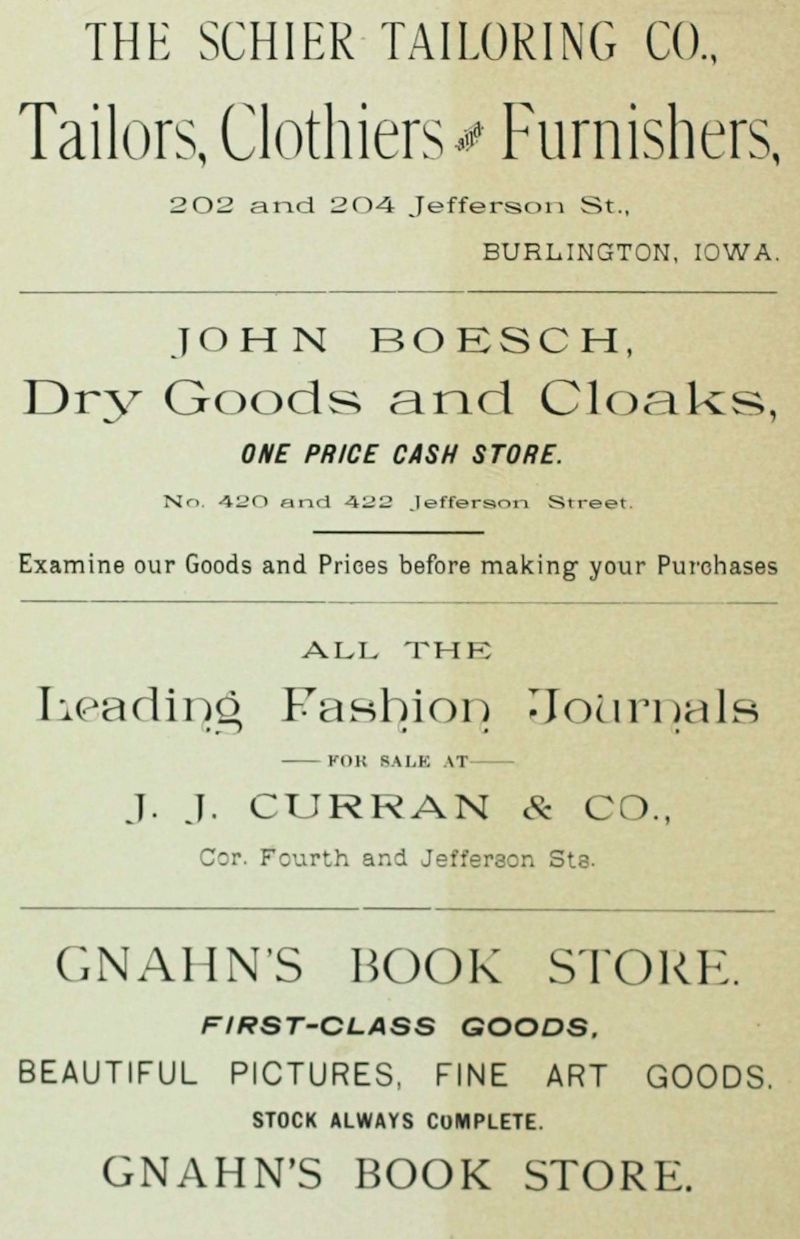 THE SCHIER TAILORING CO.,
Tailors, Clothiers and Furnishers,
202 and 204 Jefferson St.,
BURLINGTON, IOWA.
JOHN BOESCH,
Dry Goods and Cloaks,
ONE PRICE CASH STORE.
No. 420 and 422 Jefferson Street.
Examine our Goods and Prices before making your Purchases
ALL THE
Leading Fashion Journals
FOR SALE AT
J. J. CURRAN & CO.,
Cor. Fourth and Jefferson Sts.
GNAHN'S BOOK STORE.
FIRST-CLASS GOODS.
BEAUTIFUL PICTURES, FINE ART GOODS.
STOCK ALWAYS COMPLETE.
GNAHN'S BOOK STORE.